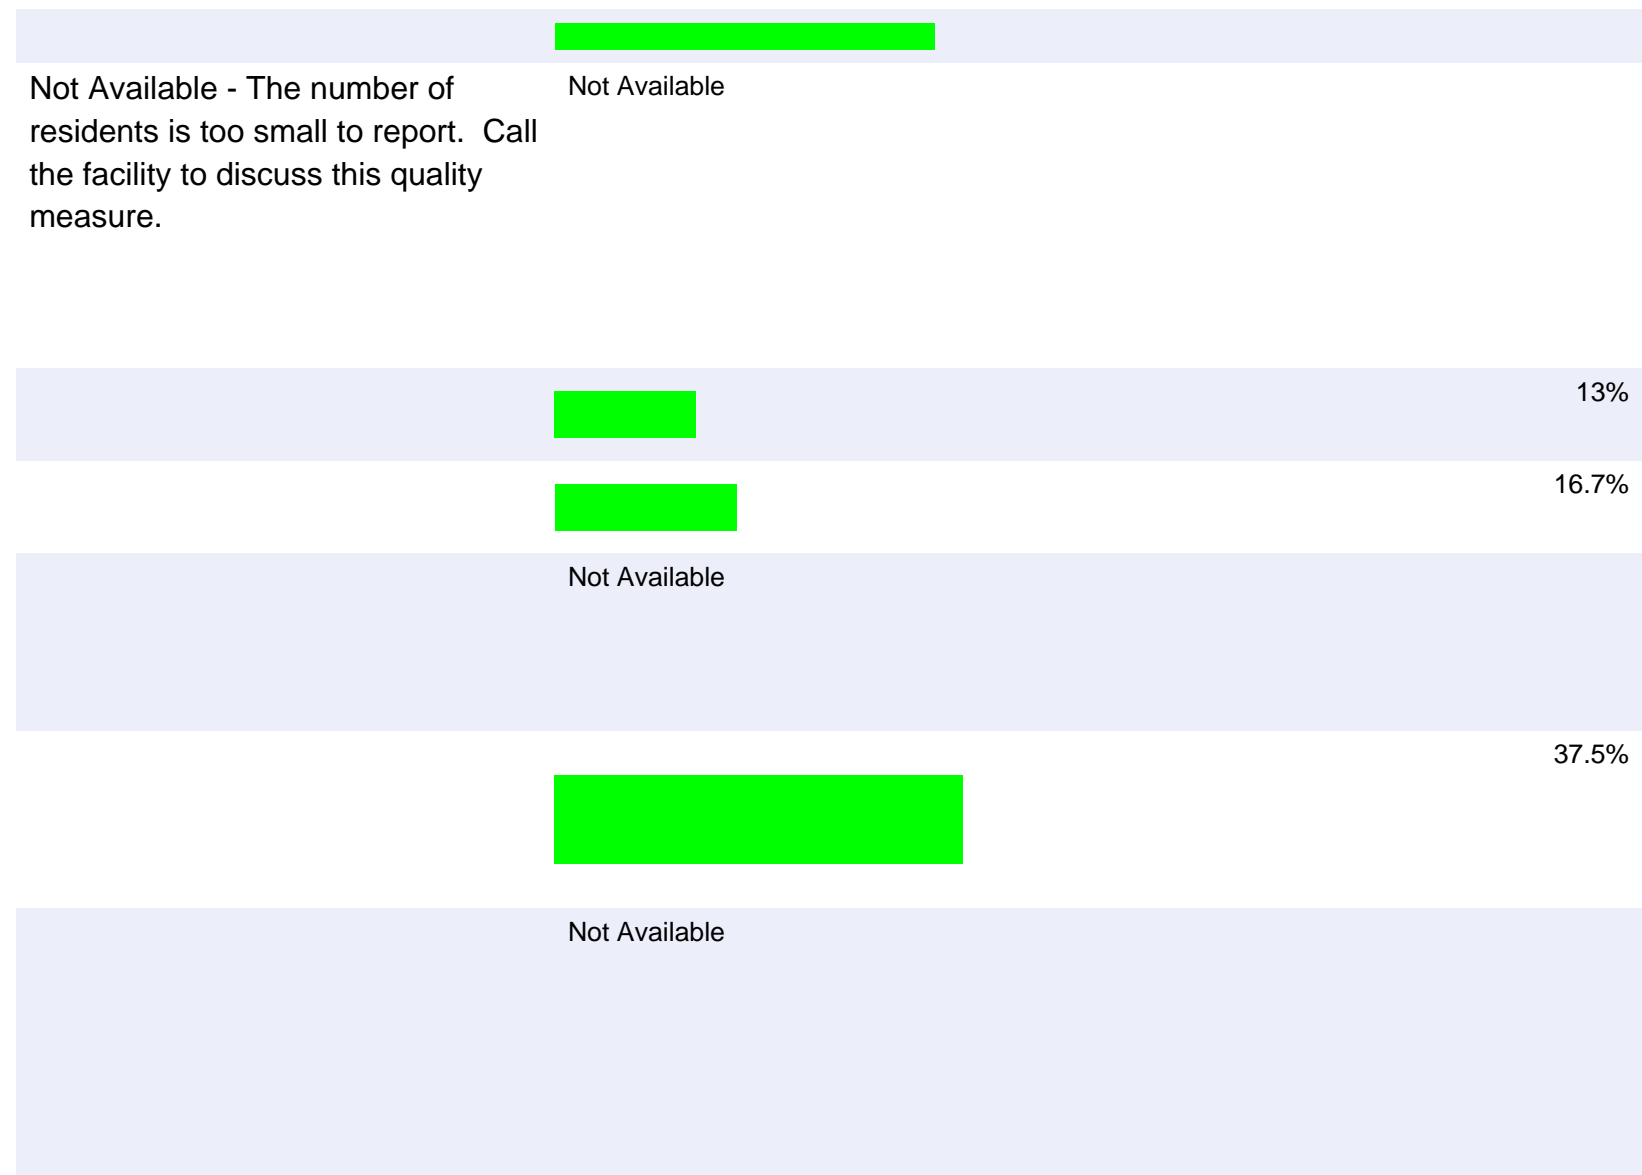 Not Available - The number of
residents is too small to report.  Call
the facility to discuss this quality
measure.
Not Available
13%
16.7%
Not Available
37.5%
Not Available